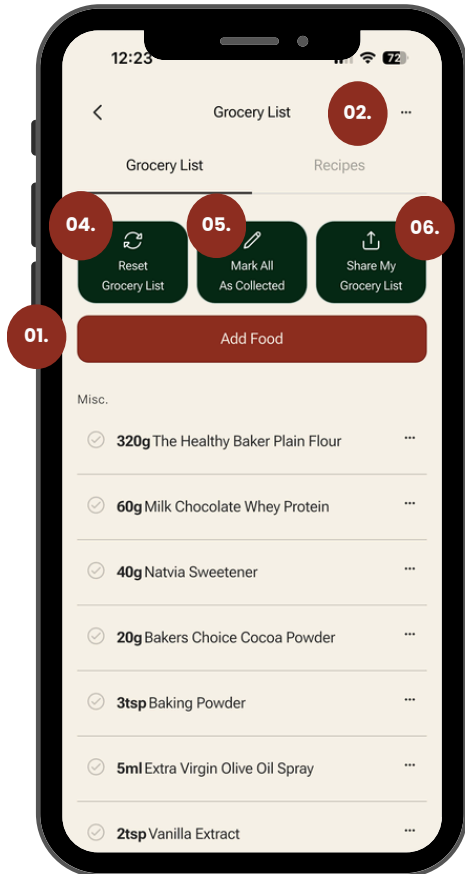 12:23
72
Grocery List
02.
...
Grocery List
Recipes
04.
05.
06.
Reset
Grocery List
Mark All
As Collected
Share My
Grocery List
01.
Add Food
Misc.
320g The Healthy Baker Plain Flour
...
60g Milk Chocolate Whey Protein
...
40g Natvia Sweetener
...
20g Bakers Choice Cocoa Powder
...
3tsp Baking Powder
...
5ml Extra Virgin Olive Oil Spray
...
2tsp Vanilla Extract
...